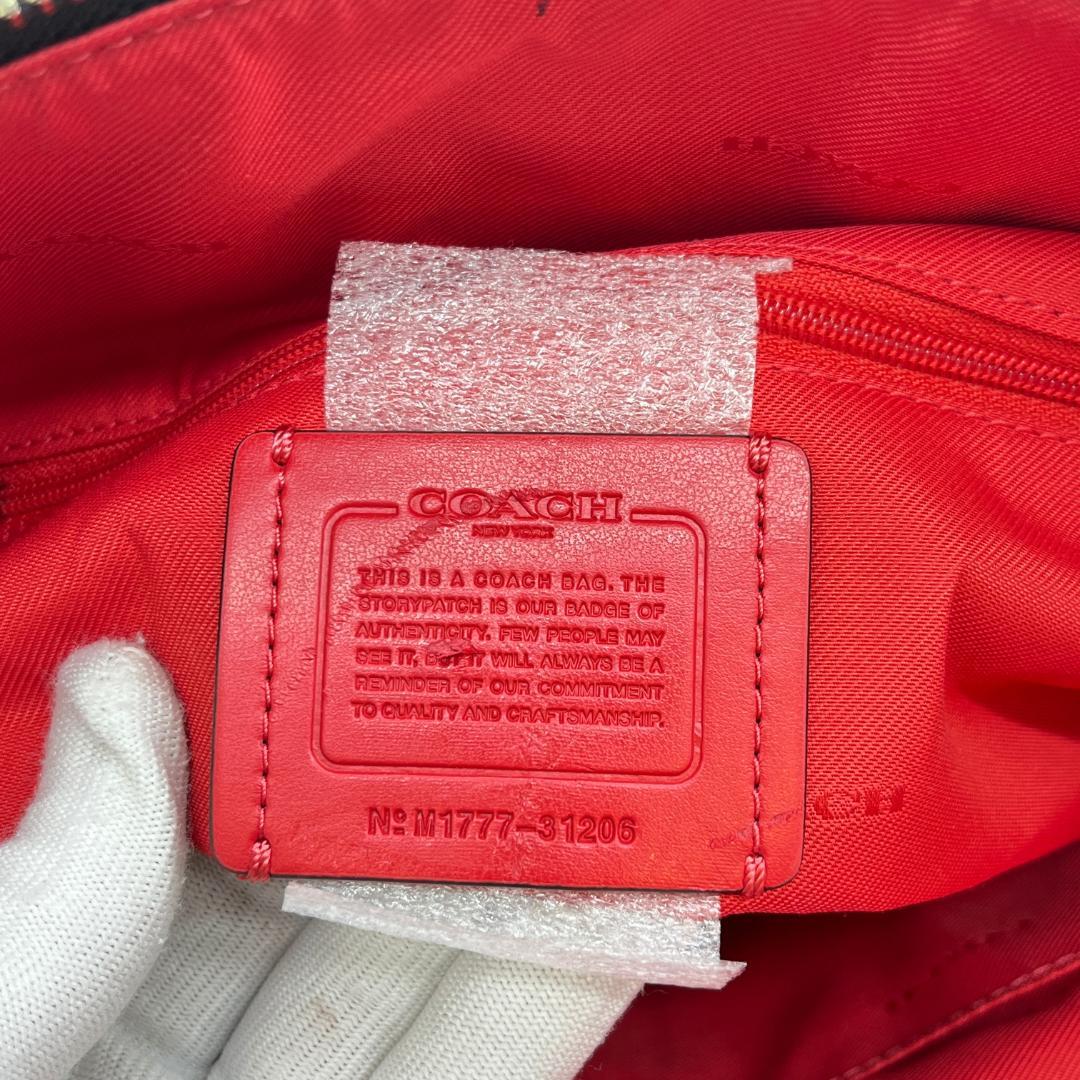 COACH
NEW YORK
THIS IS A COACH BAG. THE
STORYPATCH IS OUR BADGE OF
AUTHENTICITY. FEW PEOPLE MAY
SEE IT, BUT IT WILL ALWAYS BE A
REMINDER OF OUR COMMITMENT
TO QUALITY AND CRAFTSMANSHIP.
Nº M1777-31206